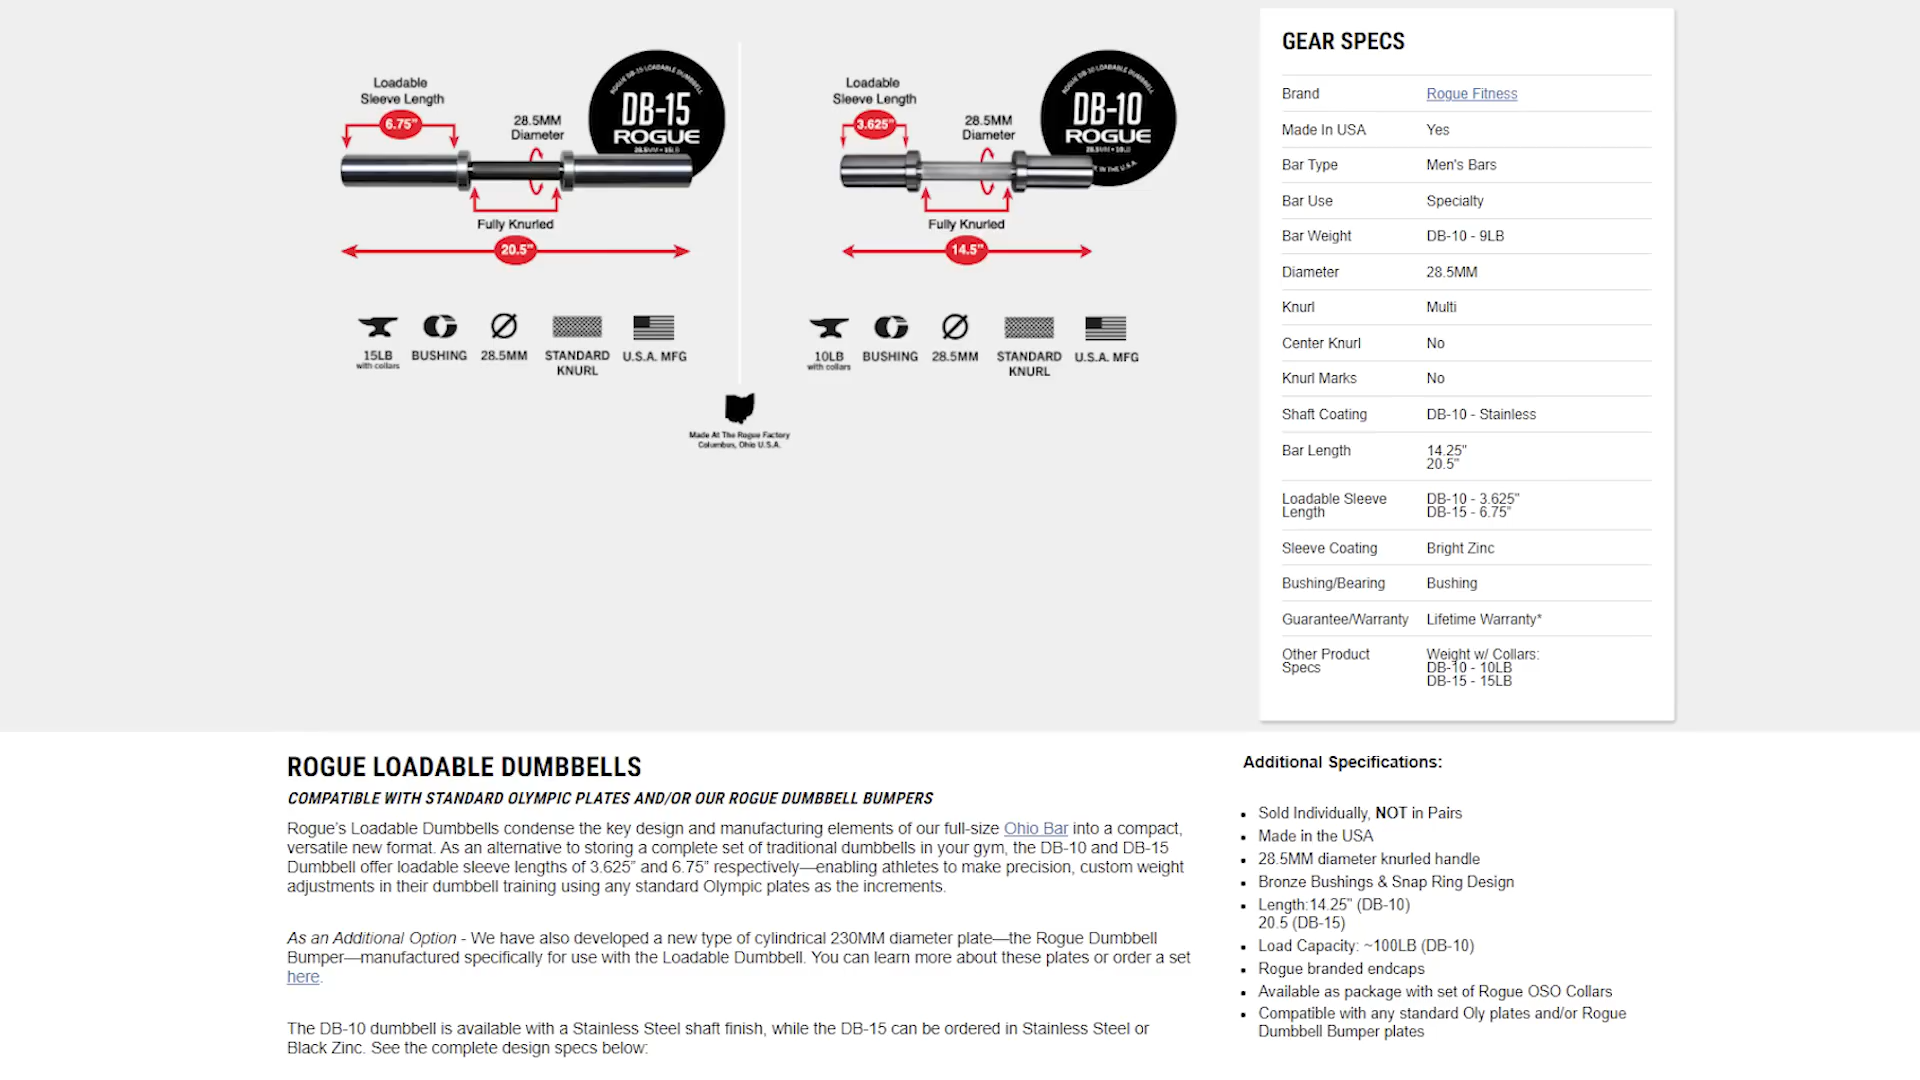 Loadable
Sleeve Length
6.75"
28.5MM
Diameter
ROGUE DB-15 LOADABLE DUMBBELL
DB-15
ROGUE
28.5MM • 15LB
Fully Knurled
20.5"
15LB
with collars
BUSHING
28.5MM
STANDARD
KNURL
U.S.A. MFG
Loadable
Sleeve Length
3.625"
28.5MM
Diameter
ROGUE DB-10 LOADABLE DUMBBELL
DB-10
ROGUE
28.5MM • 10LB
IN THE U.S.A.
Fully Knurled
14.5"
10LB
with collars
BUSHING
28.5MM
STANDARD
KNURL
U.S.A. MFG
Made At The Rogue Factory
Columbus, Ohio U.S.A.
GEAR SPECS
Brand Rogue Fitness
Made In USA Yes
Bar Type Men's Bars
Bar Use Specialty
Bar Weight DB-10 - 9LB
Diameter 28.5MM
Knurl Multi
Center Knurl No
Knurl Marks No
Shaft Coating DB-10 - Stainless
Bar Length 14.25"
20.5"
Loadable Sleeve Length DB-10 - 3.625"
DB-15 - 6.75"
Sleeve Coating Bright Zinc
Bushing/Bearing Bushing
Guarantee/Warranty Lifetime Warranty*
Other Product Specs Weight w/ Collars:
DB-10 - 10LB
DB-15 - 15LB
ROGUE LOADABLE DUMBBELLS
COMPATIBLE WITH STANDARD OLYMPIC PLATES AND/OR OUR ROGUE DUMBBELL BUMPERS
Rogue's Loadable Dumbbells condense the key design and manufacturing elements of our full-size Ohio Bar into a compact,
versatile new format. As an alternative to storing a complete set of traditional dumbbells in your gym, the DB-10 and DB-15
Dumbbell offer loadable sleeve lengths of 3.625" and 6.75" respectively—enabling athletes to make precision, custom weight
adjustments in their dumbbell training using any standard Olympic plates as the increments.
As an Additional Option - We have also developed a new type of cylindrical 230MM diameter plate—the Rogue Dumbbell
Bumper—manufactured specifically for use with the Loadable Dumbbell. You can learn more about these plates or order a set
here.
The DB-10 dumbbell is available with a Stainless Steel shaft finish, while the DB-15 can be ordered in Stainless Steel or
Black Zinc. See the complete design specs below:
Additional Specifications:
• Sold Individually, NOT in Pairs
• Made in the USA
• 28.5MM diameter knurled handle
• Bronze Bushings & Snap Ring Design
• Length:14.25" (DB-10)
20.5 (DB-15)
• Load Capacity: ~100LB (DB-10)
• Rogue branded endcaps
• Available as package with set of Rogue OSO Collars
• Compatible with any standard Oly plates and/or Rogue
Dumbbell Bumper plates